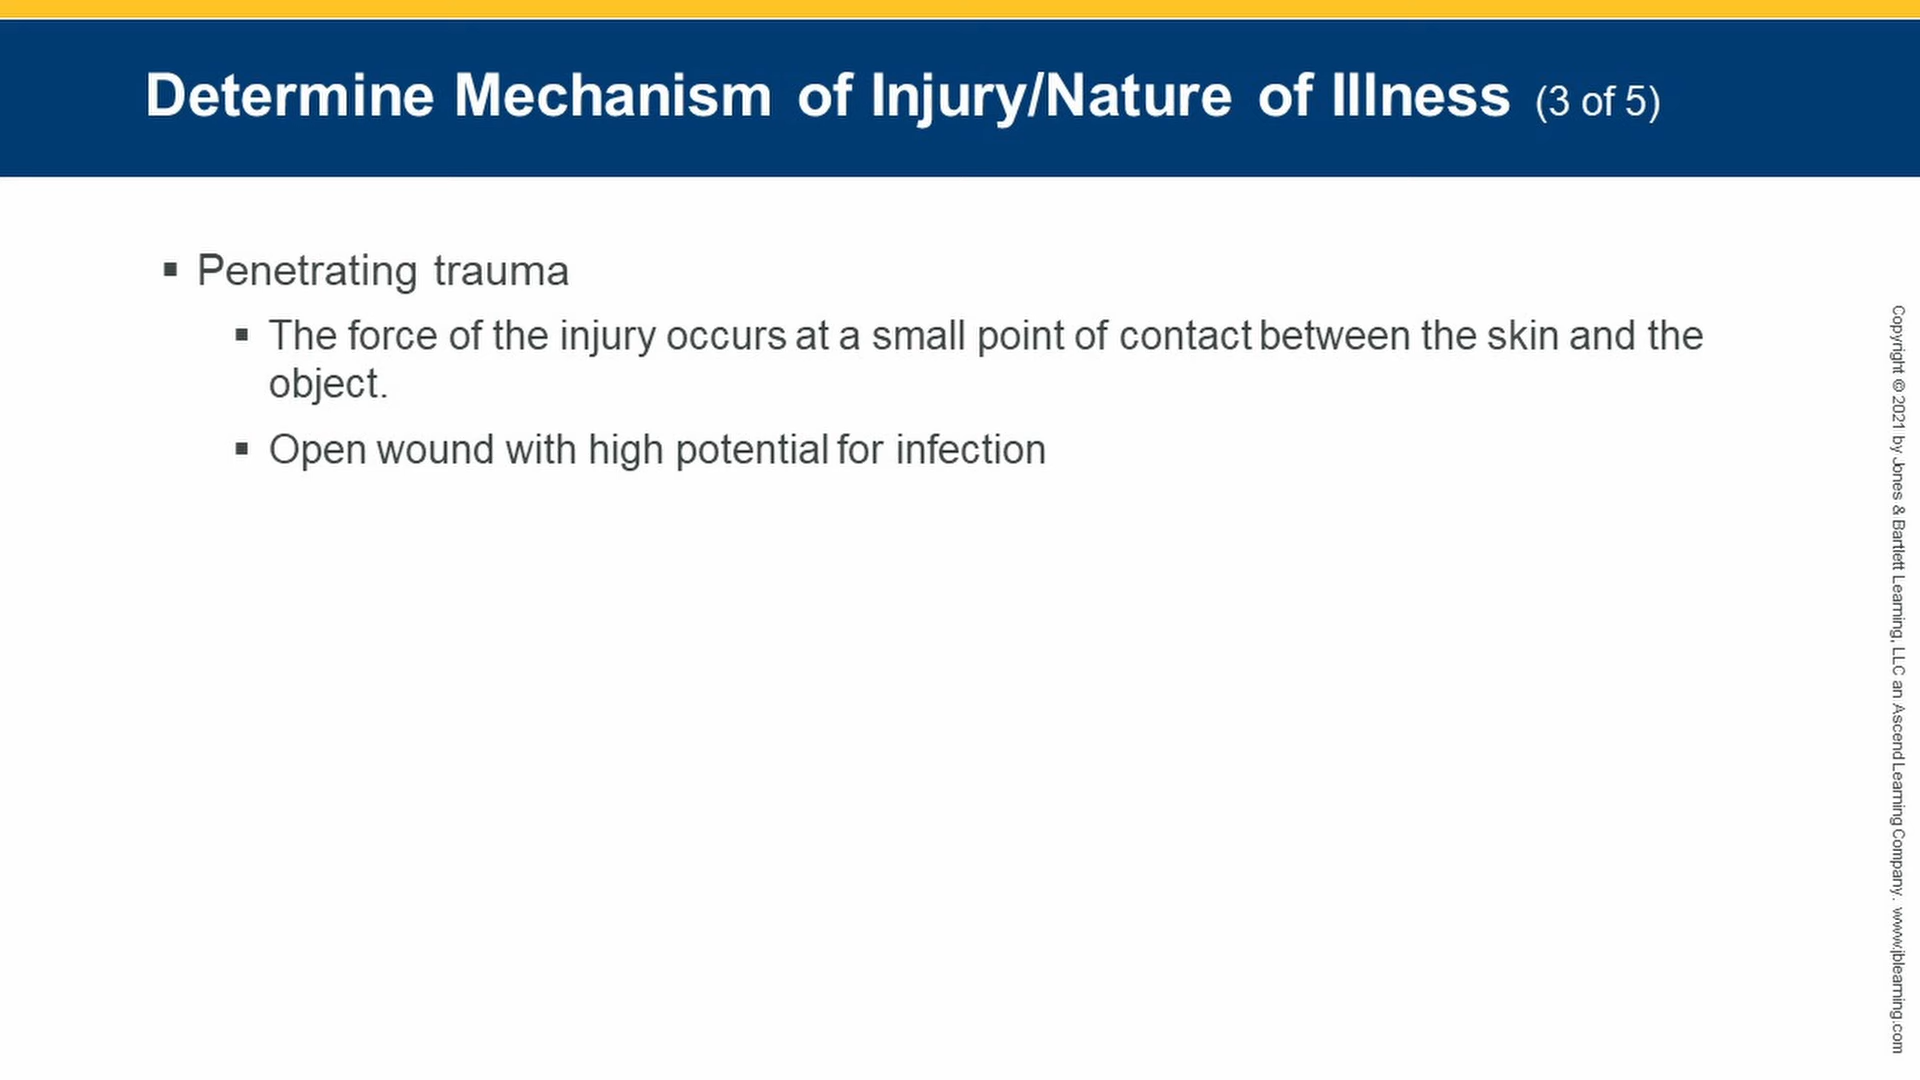 Determine Mechanism of Injury/Nature of Illness (3 of 5)
▪ Penetrating trauma
▪ The force of the injury occurs at a small point of contact between the skin and the
object.
▪ Open wound with high potential for infection
Copyright © 2021 by Jones & Bartlett Learning, LLC an Ascend Learning Company. www.jblearning.com